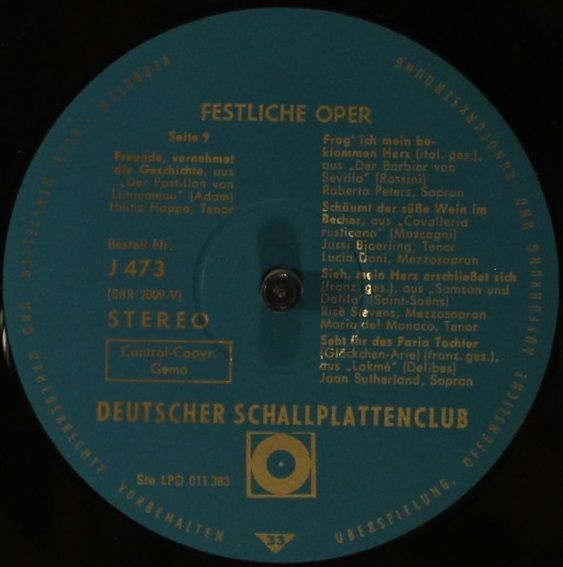 FESTLICHE OPER
Seite 9
Freunde, vernehmet
die Geschichte, aus
„Der Postillon von
Lonjumeau" (Adam)
Heinz Hoppe, Tenor
Bestell-Nr.
J 473
(SBR 2009-V)
STEREO
Control-Copyr.
Gema
Frag' ich mein be-
klommen Herz (ital. ges.),
aus „Der Barbier von
Sevilla" (Rossini)
Roberta Peters, Sopran
Schäumt der süße Wein im
Becher, aus „Cavalleria
rusticana" (Mascagni)
Jussi Bjoerling, Tenor
Lucia Dani, Mezzosopran
Sieh, mein Herz erschließet sich
(franz. ges.), aus „Samson und
Dalila" (Saint-Saëns)
Risë Stevens, Mezzosopran
Mario del Monaco, Tenor
Seht ihr des Paria Tochter
(Glöckchen-Arie) (franz. ges.),
aus „Lakmé" (Delibes)
Joan Sutherland, Sopran
DEUTSCHER SCHALLPLATTENCLUB
Ste LPD 011 383
33
URHEBERRECHTE VORBEHALTEN
ÜBERSPIELUNG, ÖFFENTLICHE AUFFÜHRUNG UND RUNDFUNKSENDUNG
VERBOTEN